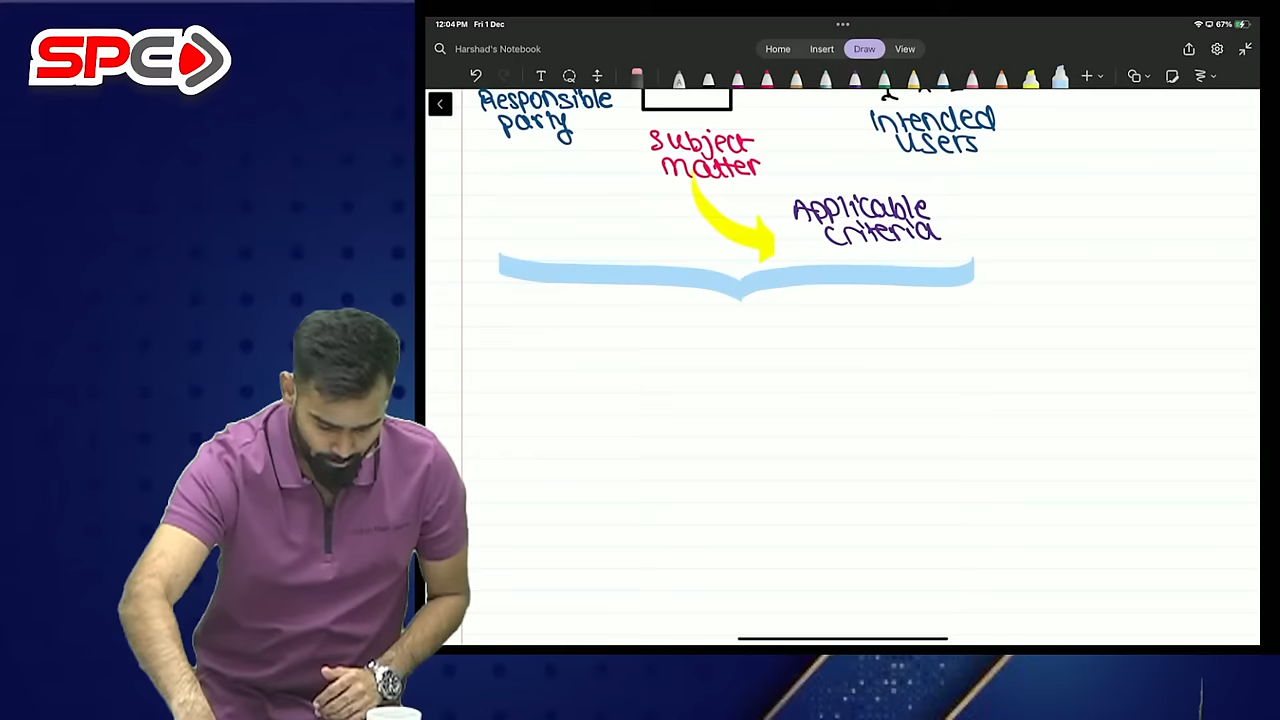 SPC
12:04 PM Fri 1 Dec
67%
Harshad's Notebook
Home Insert Draw View
Responsible
party
Intended
Users
Subject
Matter
Applicable
Criteria